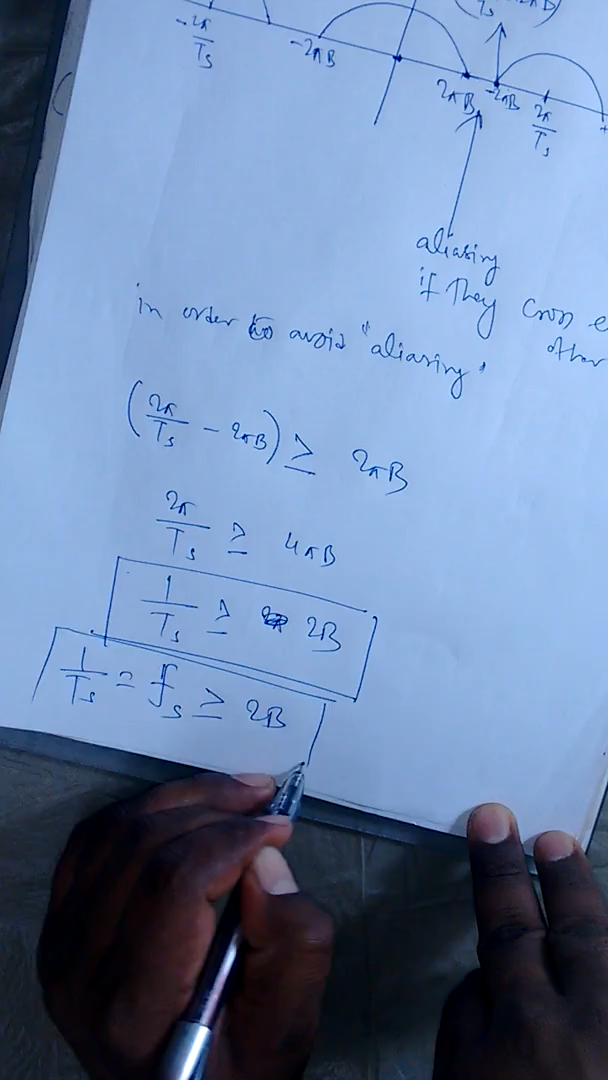 -2π/Ts
-2πB
2πB
-2πB
2π/Ts
aliasing
if they cross
other
in order to avoid "aliasing"
(2π/Ts - 2πB) ≥ 2πB
2π/Ts ≥ 4πB
1/Ts ≥ 2B
1/Ts = fs ≥ 2B